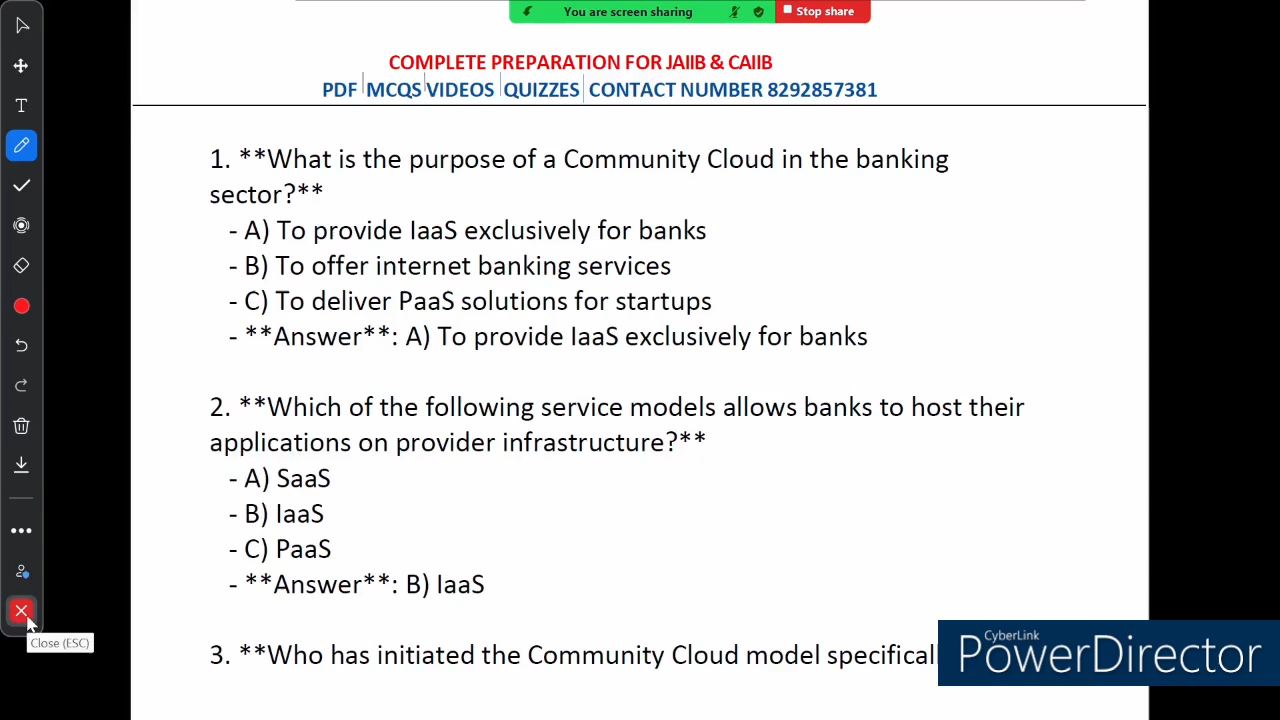 You are screen sharing
Stop share
COMPLETE PREPARATION FOR JAIIB & CAIIB
PDF MCQS VIDEOS QUIZZES CONTACT NUMBER 8292857381
1. **What is the purpose of a Community Cloud in the banking
sector?**
- A) To provide IaaS exclusively for banks
- B) To offer internet banking services
- C) To deliver PaaS solutions for startups
- **Answer**: A) To provide IaaS exclusively for banks
2. **Which of the following service models allows banks to host their
applications on provider infrastructure?**
- A) SaaS
- B) IaaS
- C) PaaS
- **Answer**: B) IaaS
Close (ESC)
3. **Who has initiated the Community Cloud model
CyberLink
PowerDirector